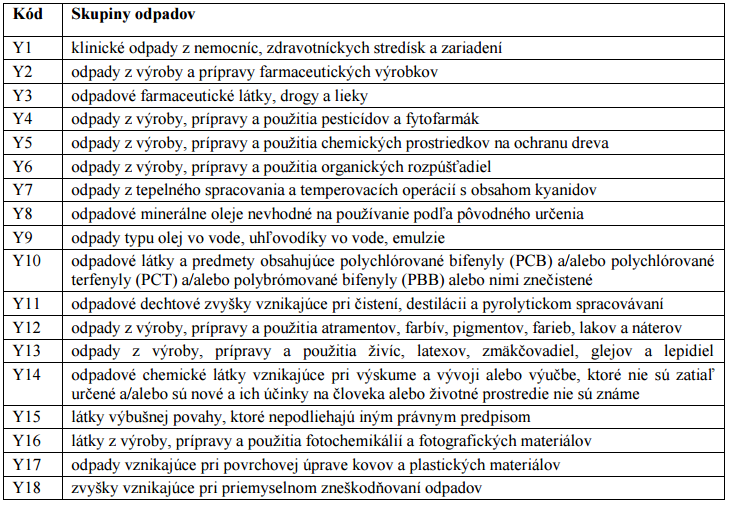 Kód Skupiny odpadov
Y1 klinické odpady z nemocníc, zdravotníckych stredísk a zariadení
Y2 odpady z výroby a prípravy farmaceutických výrobkov
Y3 odpadové farmaceutické látky, drogy a lieky
Y4 odpady z výroby, prípravy a použitia pesticídov a fytofarmák
Y5 odpady z výroby, prípravy a použitia chemických prostriedkov na ochranu dreva
Y6 odpady z výroby, prípravy a použitia organických rozpúšťadiel
Y7 odpady z tepelného spracovania a temperovacích operácií s obsahom kyanidov
Y8 odpadové minerálne oleje nevhodné na používanie podľa pôvodného určenia
Y9 odpady typu olej vo vode, uhľovodíky vo vode, emulzie
Y10 odpadové látky a predmety obsahujúce polychlórované bifenyly (PCB) a/alebo polychlórované
terfenyly (PCT) a/alebo polybrómované bifenyly (PBB) alebo nimi znečistené
Y11 odpadové dechtové zvyšky vznikajúce pri čistení, destilácii a pyrolytickom spracovávaní
Y12 odpady z výroby, prípravy a použitia atramentov, farbív, pigmentov, farieb, lakov a náterov
Y13 odpady z výroby, prípravy a použitia živíc, latexov, zmäkčovadiel, glejov a lepidiel
Y14 odpadové chemické látky vznikajúce pri výskume a vývoji alebo výučbe, ktoré nie sú zatiaľ
určené a/alebo sú nové a ich účinky na človeka alebo životné prostredie nie sú známe
Y15 látky výbušnej povahy, ktoré nepodliehajú iným právnym predpisom
Y16 látky z výroby, prípravy a použitia fotochemikálií a fotografických materiálov
Y17 odpady vznikajúce pri povrchovej úprave kovov a plastických materiálov
Y18 zvyšky vznikajúce pri priemyselnom zneškodňovaní odpadov